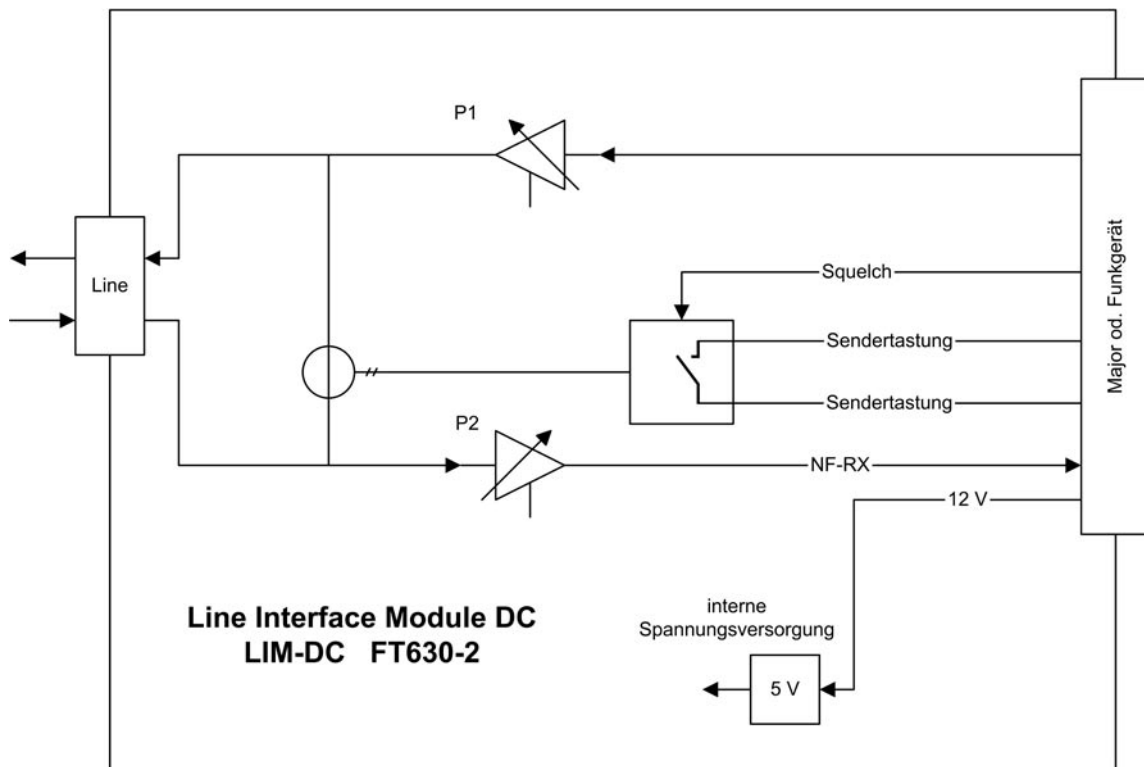 P1
Line
Squelch
Sendertastung
Sendertastung
P2
NF-RX
12 V
Major od. Funkgerät
Line Interface Module DC
LIM-DC FT630-2
interne
Spannungsversorgung
5 V